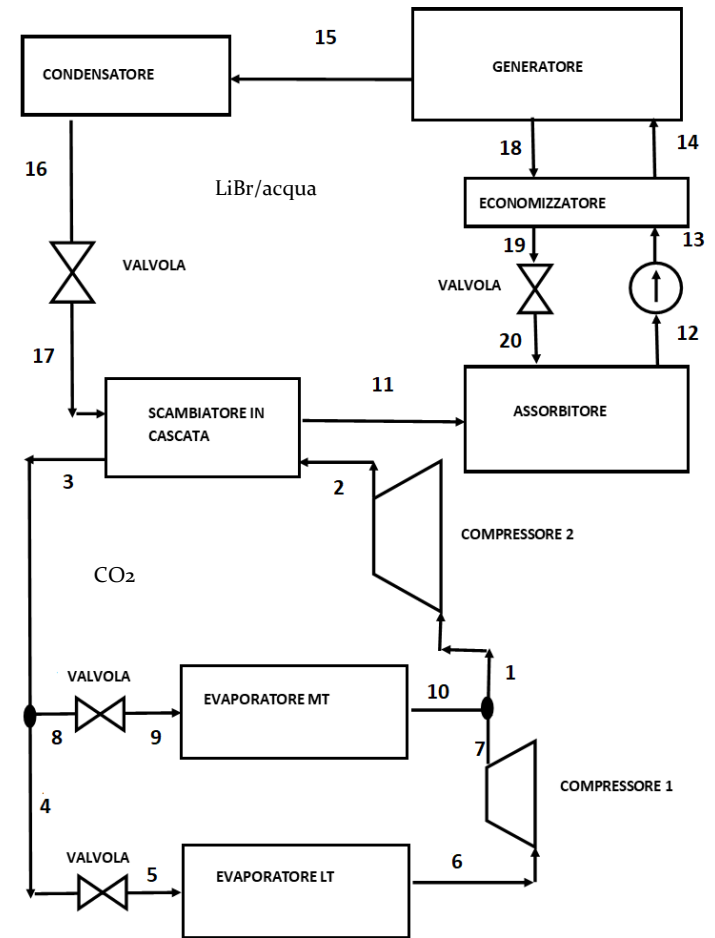 15
CONDENSATORE
GENERATORE
16
18
14
LiBr/acqua
ECONOMIZZATORE
19
13
VALVOLA
VALVOLA
17
20
12
11
SCAMBIATORE IN
CASCATA
ASSORBITORE
3
2
COMPRESSORE 2
CO2
VALVOLA
EVAPORATORE MT
10
1
8
9
7
COMPRESSORE 1
4
VALVOLA
5
EVAPORATORE LT
6